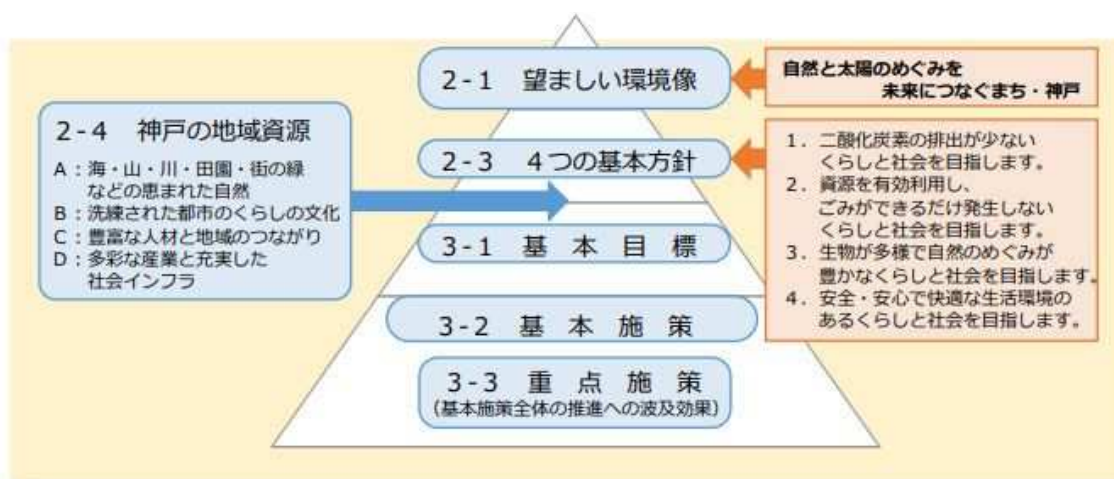 2-1 望ましい環境像
自然と太陽のめぐみを
未来につなぐまち・神戸
2-4 神戸の地域資源
A:海・山・川・田園・街の緑
などの恵まれた自然
B:洗練された都市のくらしの文化
C:豊富な人材と地域のつながり
D:多彩な産業と充実した
社会インフラ
2-3 4つの基本方針
1.二酸化炭素の排出が少ない
くらしと社会を目指します。
2.資源を有効利用し、
ごみができるだけ発生しない
くらしと社会を目指します。
3.生物が多様で自然のめぐみが
豊かなくらしと社会を目指します。
4.安全・安心で快適な生活環境の
あるくらしと社会を目指します。
3-1 基本目標
3-2 基本施策
3-3 重点施策
(基本施策全体の推進への波及効果)